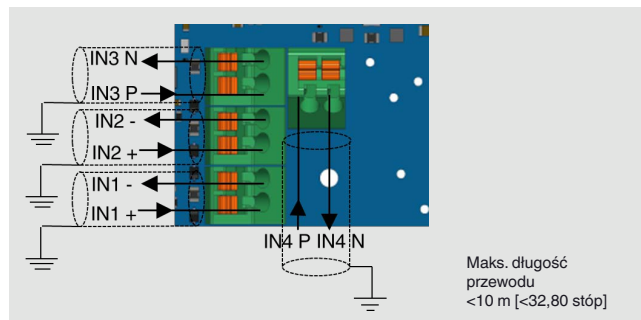 IN3 N
IN3 P
IN2 -
IN2 +
IN1 -
IN1 +
IN4 P IN4 N
Maks. długość
przewodu
<10 m [<32,80 stóp]